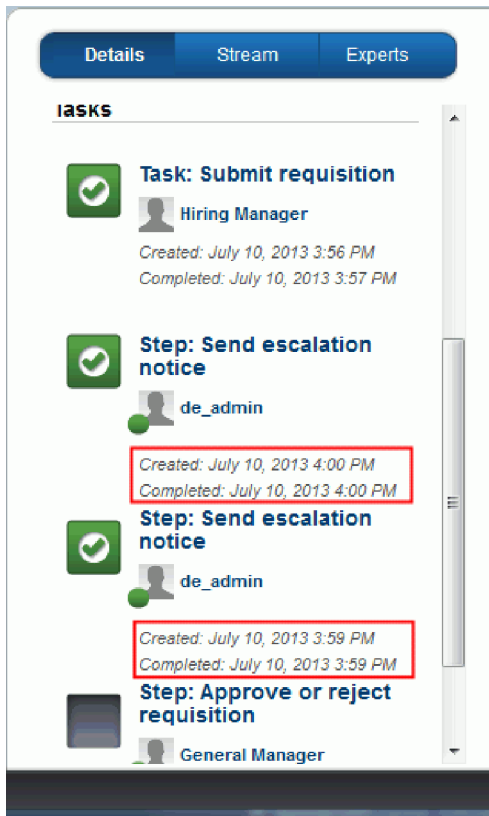 Details Stream Experts
Tasks
Task: Submit requisition
Hiring Manager
Created: July 10, 2013 3:56 PM
Completed: July 10, 2013 3:57 PM
Step: Send escalation
notice
de_admin
Created: July 10, 2013 4:00 PM
Completed: July 10, 2013 4:00 PM
Step: Send escalation
notice
de_admin
Created: July 10, 2013 3:59 PM
Completed: July 10, 2013 3:59 PM
Step: Approve or reject
requisition
General Manager